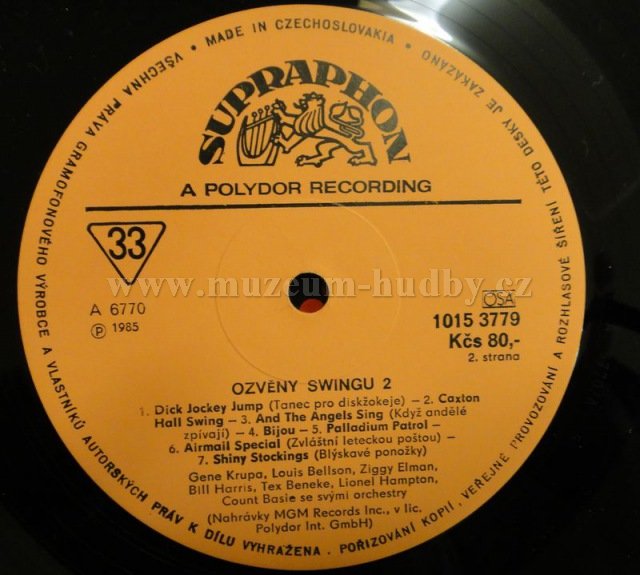 VŠECHNA PRÁVA GRAMOFONOVÉHO VÝROBCE A VLASTNÍKŮ AUTORSKÝCH PRÁV K DÍLU VYHRAŽENA. POŘIZOVÁNÍ KOPIÍ, VEŘEJNÉ PROVOZOVÁNÍ A ROZHLASOVÉ ŠÍŘENÍ TÉTO DESKY JE ZAKÁZÁNO
• MADE IN CZECHOSLOVAKIA •
SUPRAPHON
A POLYDOR RECORDING
33
www.muzeum-hudby.cz
A 6770
Ⓟ 1985
OSA
1015 3779
Kčs 80,-
2. strana
OZVĚNY SWINGU 2
1. Dick Jockey Jump (Tanec pro diskžokeje) – 2. Caxton
Hall Swing – 3. And The Angels Sing (Když andělé
zpívají) – 4. Bijou – 5. Palladium Patrol –
6. Airmail Special (Zvláštní leteckou poštou) –
7. Shiny Stockings (Blýskavé ponožky)
Gene Krupa, Louis Bellson, Ziggy Elman,
Bill Harris, Tex Beneke, Lionel Hampton,
Count Basie se svými orchestry
(Nahrávky MGM Records Inc., v lic.
Polydor Int. GmbH)